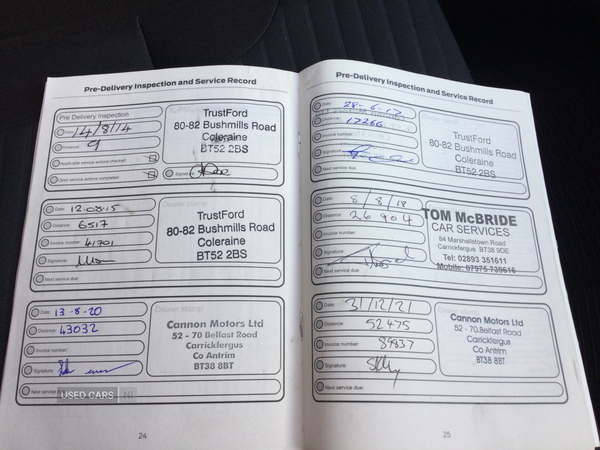 Pre-Delivery Inspection and Service Record
Pre Delivery Inspection
Date: 14/8/14
Distance: 9
Applicable service actions checked:
Open service actions completed:
Signature:
TrustFord
80-82 Bushmills Road
Coleraine
BT52 2BS
Date: 12.08.15
Distance: 6517
Invoice number: 41701
Signature:
Next service due:
Dealer stamp:
TrustFord
80-82 Bushmills Road
Coleraine
BT52 2BS
Date: 13-8-20
Distance: 43032
Invoice number:
Signature:
Next service
Dealer stamp:
Cannon Motors Ltd
52 - 70 Belfast Road
Carrickfergus
Co Antrim
BT38 8BT
USED CARS NI
24
Pre-Delivery Inspection and Service Record
Date: 28-6-17
Distance: 17266
Invoice number:
Signature:
Next service due:
TrustFord
80-82 Bushmills Road
Coleraine
BT52 2BS
Date: 8/8/18
Distance: 26904
Invoice number:
Signature:
Next service due:
TOM McBRIDE
CAR SERVICES
84 Marshallstown Road
Carrickfergus. BT38 9DE
Tel: 02893 351611
Mobile: 07975 739616
Date: 31/12/21
Distance: 52475
Invoice number: 89837
Signature:
Next service due:
Cannon Motors Ltd
52 - 70.Belfast Road
Carrickfergus
Co Antrim
BT38 8BT
25